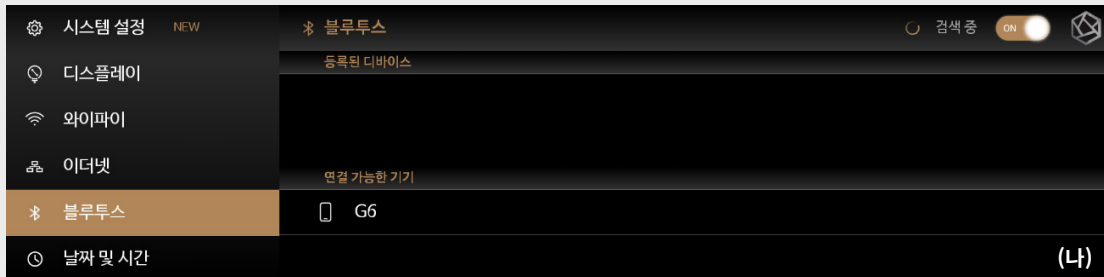 시스템 설정 NEW
디스플레이
와이파이
이더넷
블루투스
날짜 및 시간
블루투스
검색 중 ON
등록된 디바이스
연결 가능한 기기
G6
(나)